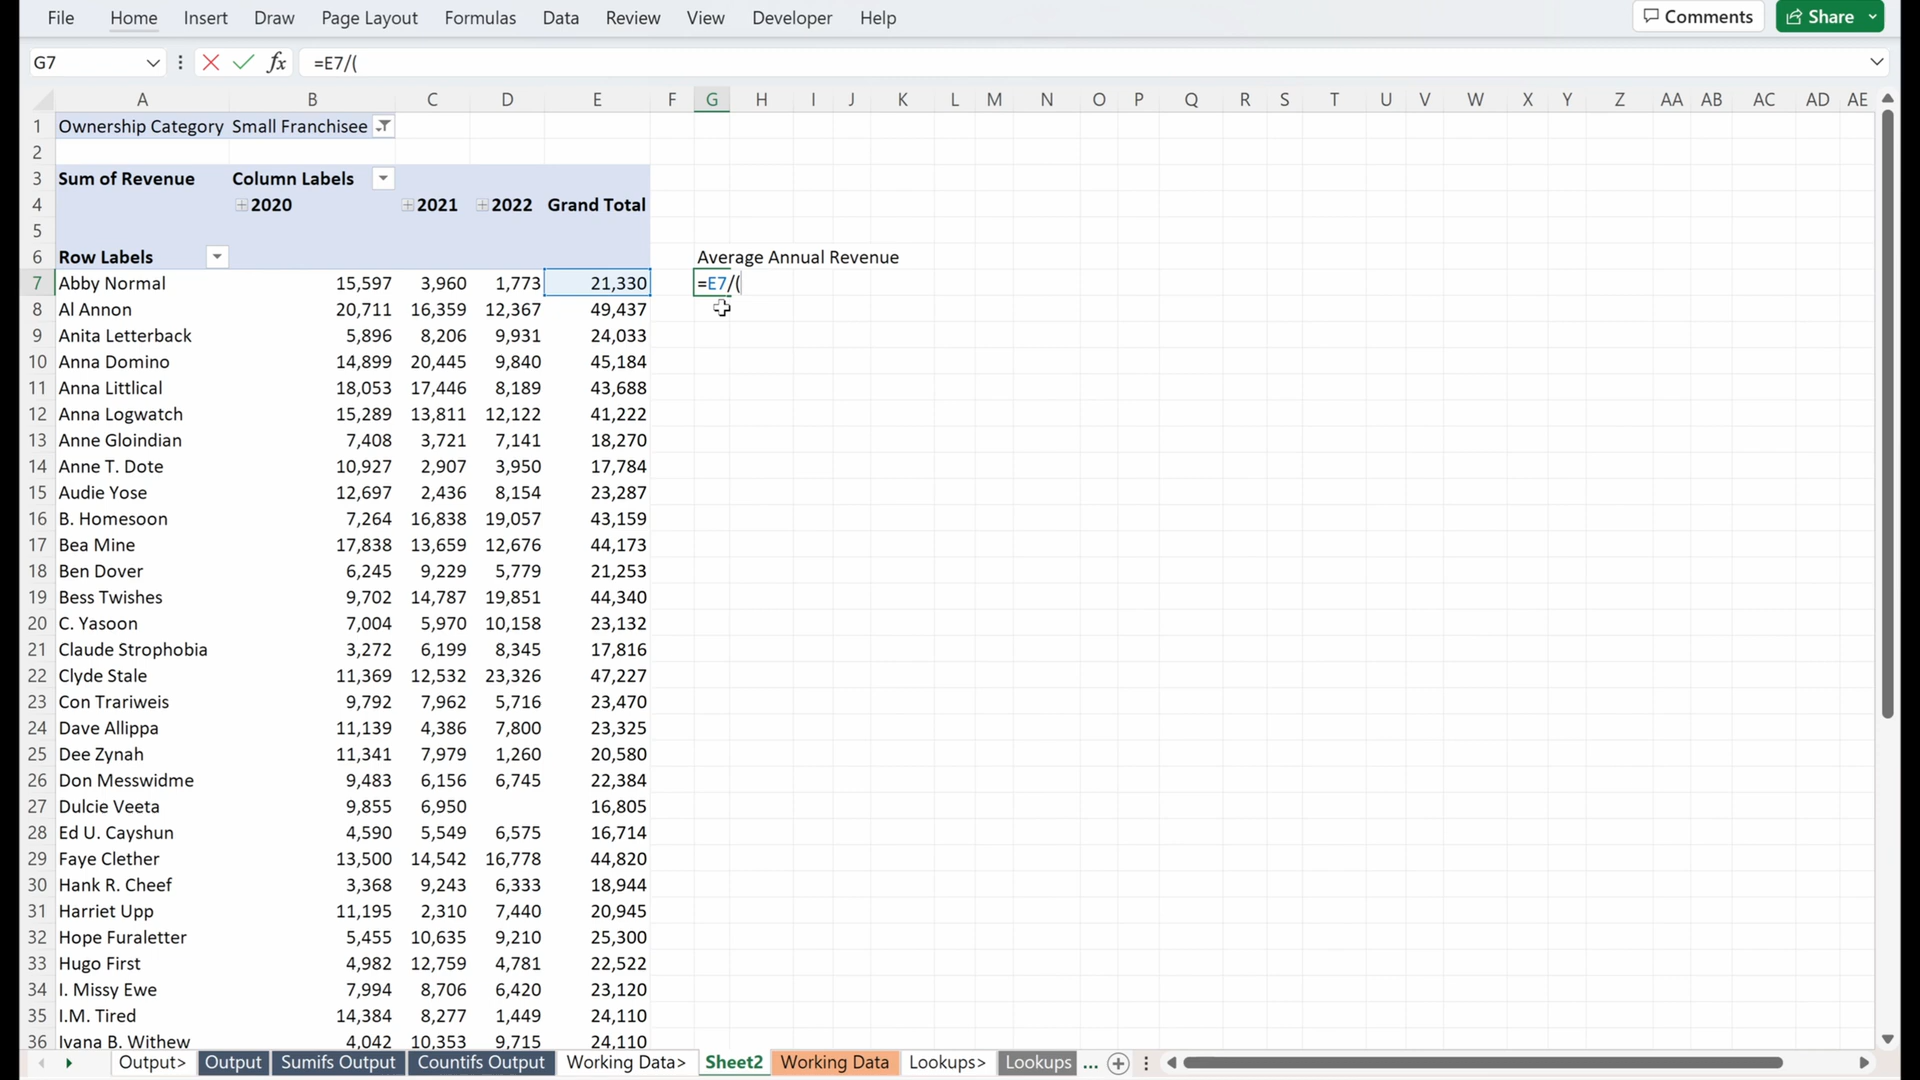 File Home Insert Draw Page Layout Formulas Data Review View Developer Help Comments Share
G7 fx =E7/(
A B C D E F G H I J K L M N O P Q R S T U V W X Y Z AA AB AC AD AE
1 Ownership Category Small Franchisee
2
3 Sum of Revenue Column Labels
4 2020 2021 2022 Grand Total
5
6 Row Labels Average Annual Revenue
7 Abby Normal 15,597 3,960 1,773 21,330 =E7/(
8 Al Annon 20,711 16,359 12,367 49,437
9 Anita Letterback 5,896 8,206 9,931 24,033
10 Anna Domino 14,899 20,445 9,840 45,184
11 Anna Littlical 18,053 17,446 8,189 43,688
12 Anna Logwatch 15,289 13,811 12,122 41,222
13 Anne Gloindian 7,408 3,721 7,141 18,270
14 Anne T. Dote 10,927 2,907 3,950 17,784
15 Audie Yose 12,697 2,436 8,154 23,287
16 B. Homesoon 7,264 16,838 19,057 43,159
17 Bea Mine 17,838 13,659 12,676 44,173
18 Ben Dover 6,245 9,229 5,779 21,253
19 Bess Twishes 9,702 14,787 19,851 44,340
20 C. Yasoon 7,004 5,970 10,158 23,132
21 Claude Strophobia 3,272 6,199 8,345 17,816
22 Clyde Stale 11,369 12,532 23,326 47,227
23 Con Trariweis 9,792 7,962 5,716 23,470
24 Dave Allippa 11,139 4,386 7,800 23,325
25 Dee Zynah 11,341 7,979 1,260 20,580
26 Don Messwidme 9,483 6,156 6,745 22,384
27 Dulcie Veeta 9,855 6,950 16,805
28 Ed U. Cayshun 4,590 5,549 6,575 16,714
29 Faye Clether 13,500 14,542 16,778 44,820
30 Hank R. Cheef 3,368 9,243 6,333 18,944
31 Harriet Upp 11,195 2,310 7,440 20,945
32 Hope Furaletter 5,455 10,635 9,210 25,300
33 Hugo First 4,982 12,759 4,781 22,522
34 I. Missy Ewe 7,994 8,706 6,420 23,120
35 I.M. Tired 14,384 8,277 1,449 24,110
36 Ivana B. Withew 4,042 10,353 9,715 24,110
Output> Output Sumifs Output Countifs Output Working Data> Sheet2 Working Data Lookups> Lookups ...